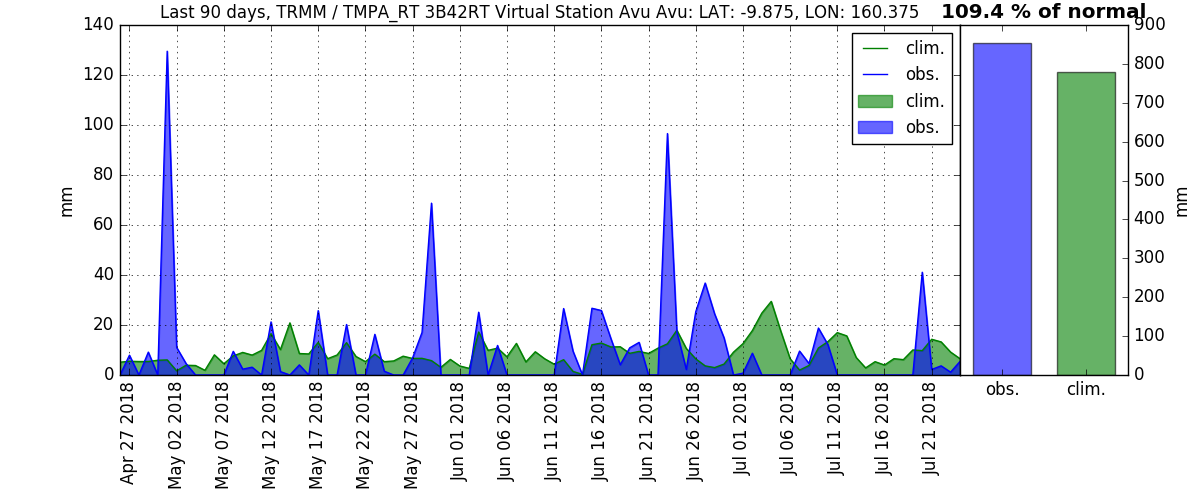 Last 90 days, TRMM / TMPA_RT 3B42RT Virtual Station Avu Avu: LAT: -9.875, LON: 160.375
109.4 % of normal
140
120
100
80
60
40
20
0
mm
clim.
obs.
clim.
obs.
Apr 27 2018
May 02 2018
May 07 2018
May 12 2018
May 17 2018
May 22 2018
May 27 2018
Jun 01 2018
Jun 06 2018
Jun 11 2018
Jun 16 2018
Jun 21 2018
Jun 26 2018
Jul 01 2018
Jul 06 2018
Jul 11 2018
Jul 16 2018
Jul 21 2018
900
800
700
600
500
400
300
200
100
0
mm
obs.
clim.